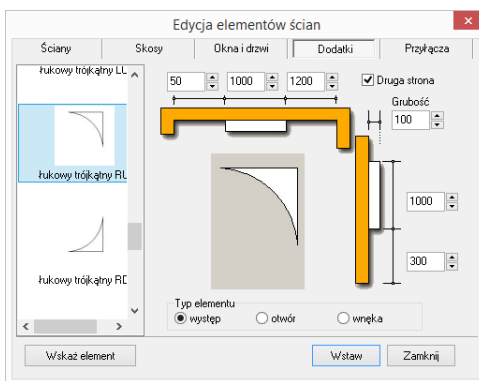 Edycja elementów ścian
Ściany Skosy Okna i drzwi Dodatki Przyłącza
łukowy trójkątny LU
łukowy trójkątny RU
łukowy trójkątny RD
50 1000 1200 Druga strona
Grubość
100
1000
300
Typ elementu
występ otwór wnęka
Wskaż element Wstaw Zamknij